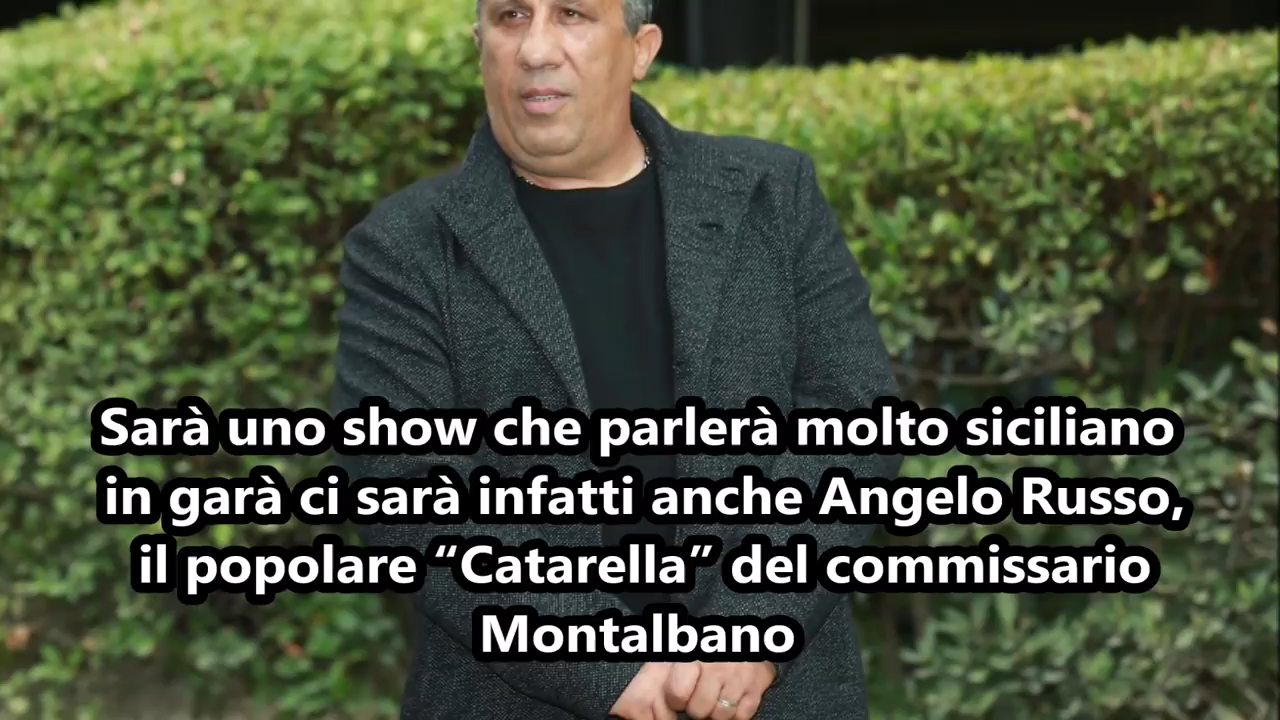 Sarà uno show che parlerà molto siciliano
in garà ci sarà infatti anche Angelo Russo,
il popolare “Catarella” del commissario
Montalbano